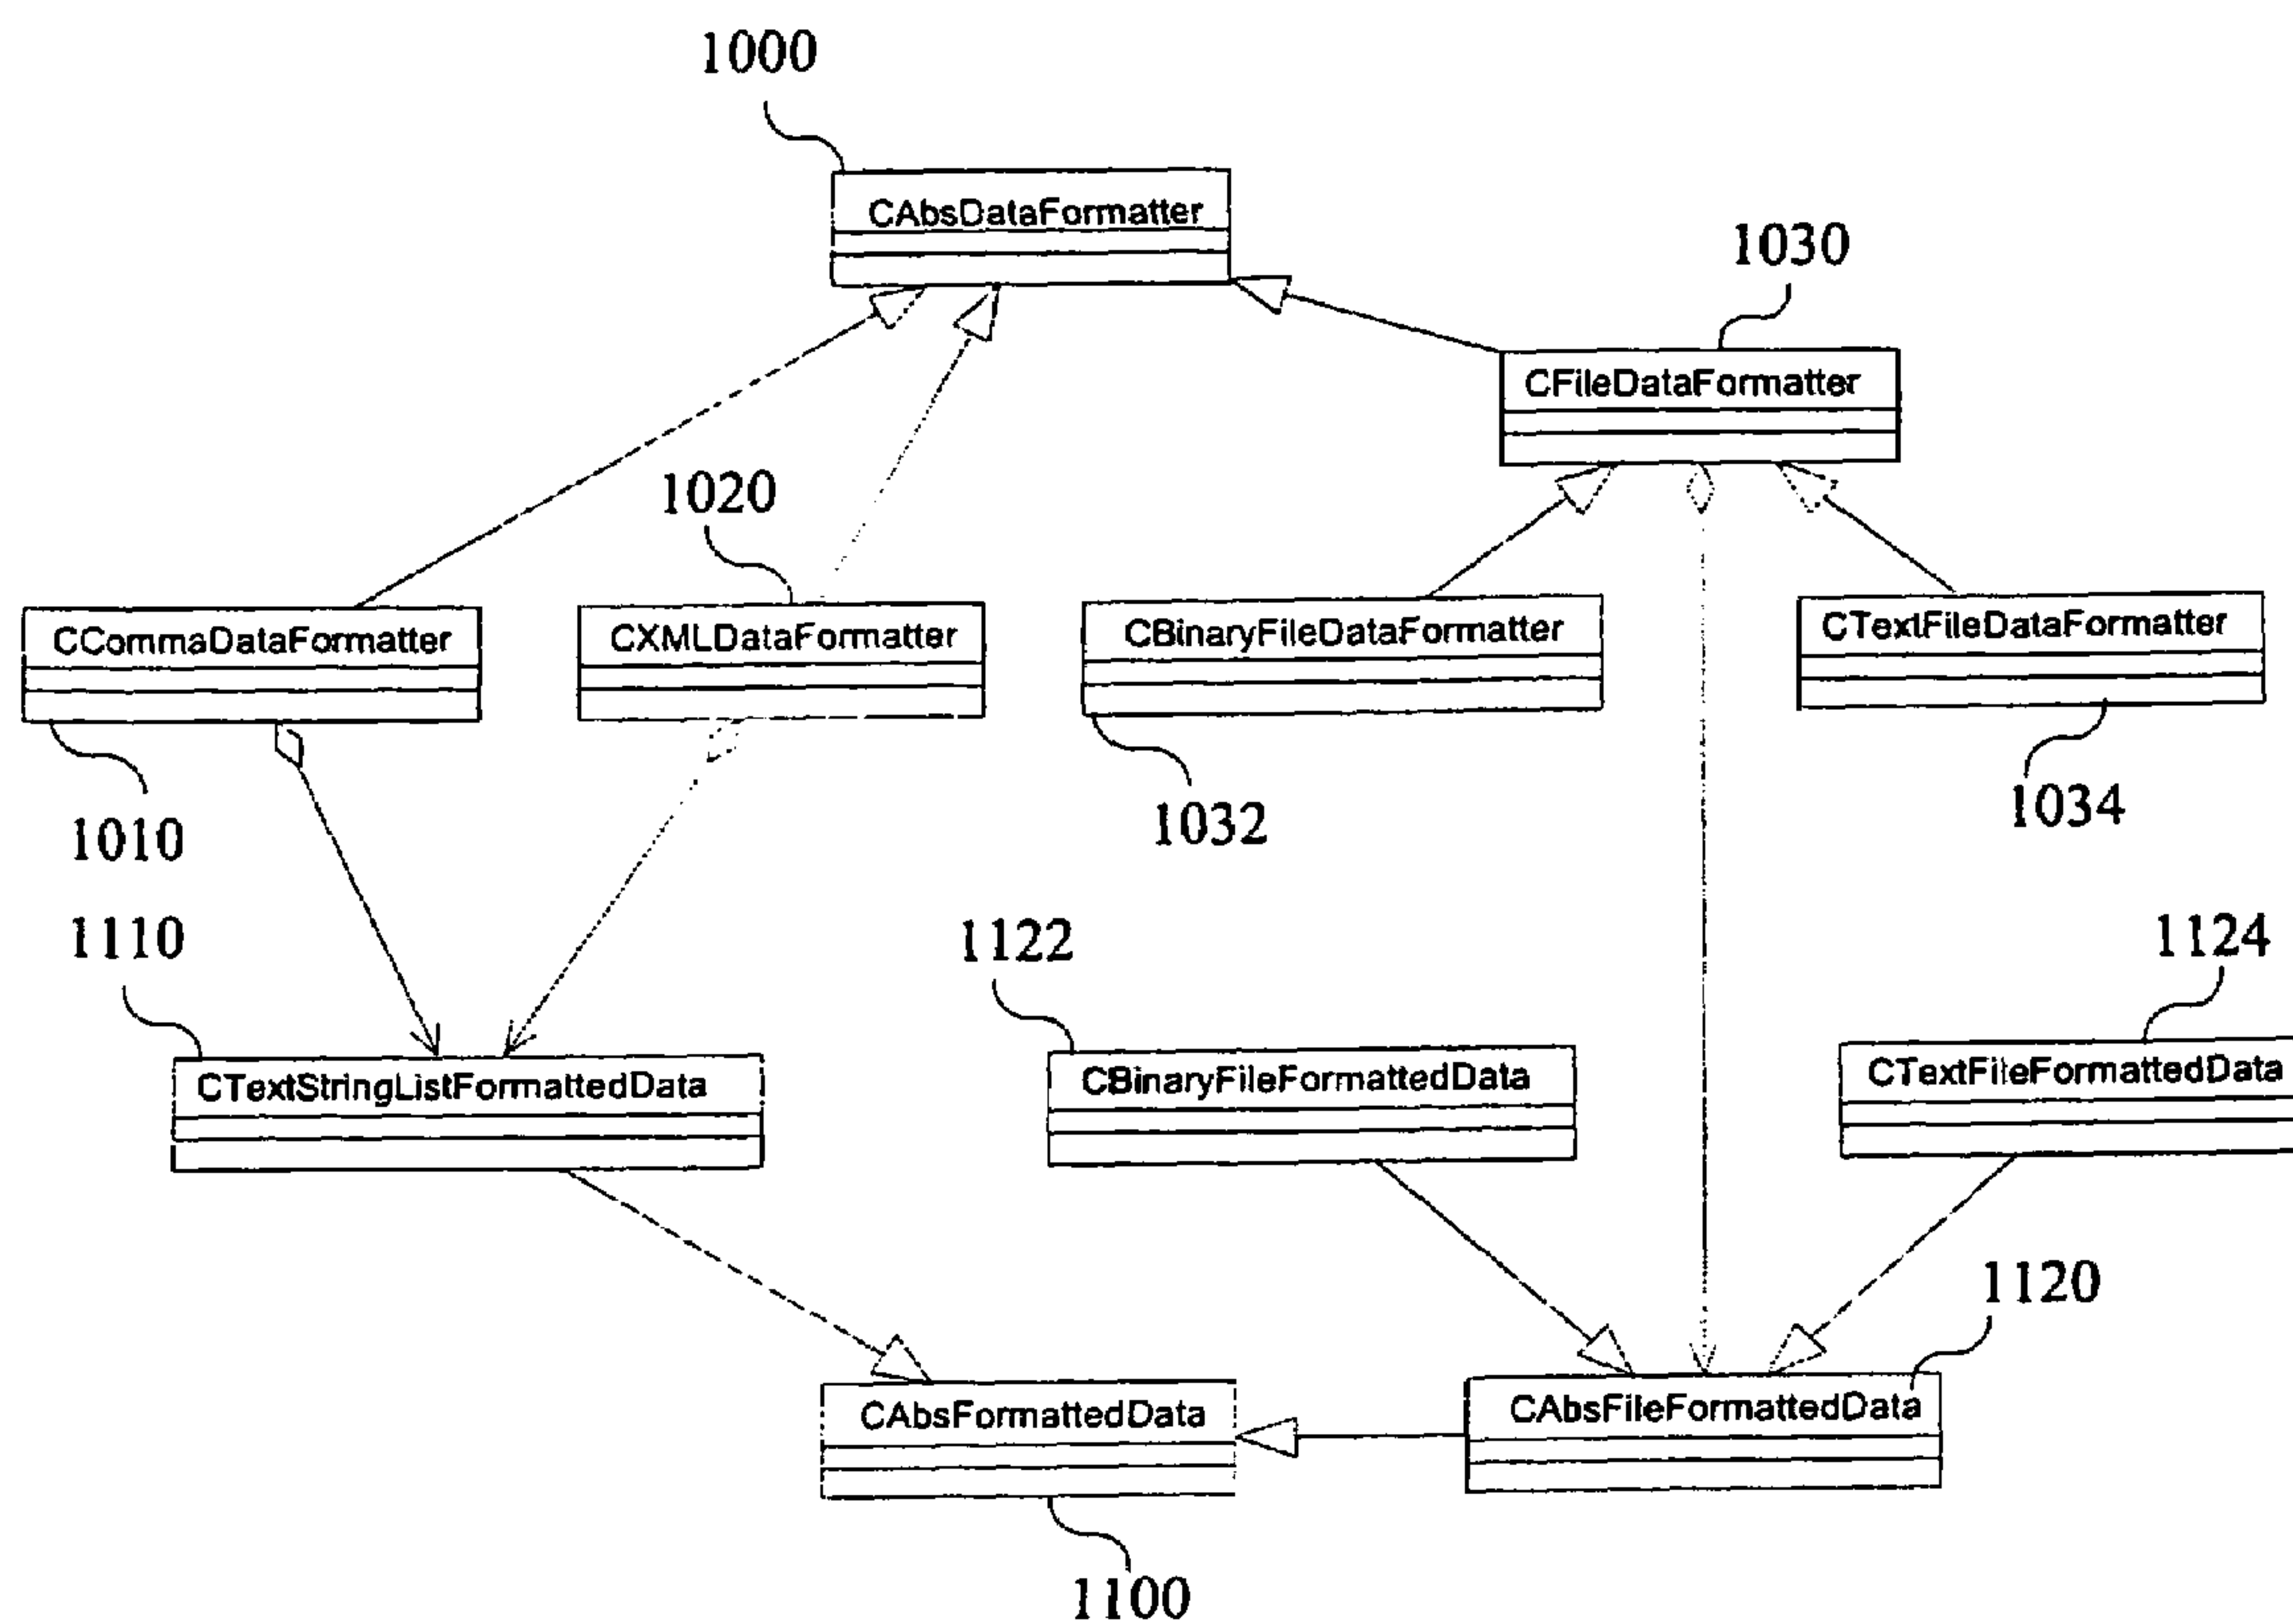 1000
CAbsDataFormatter
1030
CFileDataFormatter
1020
CCommaDataFormatter
CXMLDataFormatter
CBinaryFileDataFormatter
CTextFileDataFormatter
1010
1032
1034
1110
1122
1124
CTextStringListFormattedData
CBinaryFileFormattedData
CTextFileFormattedData
1120
CAbsFormattedData
CAbsFileFormattedData
1100